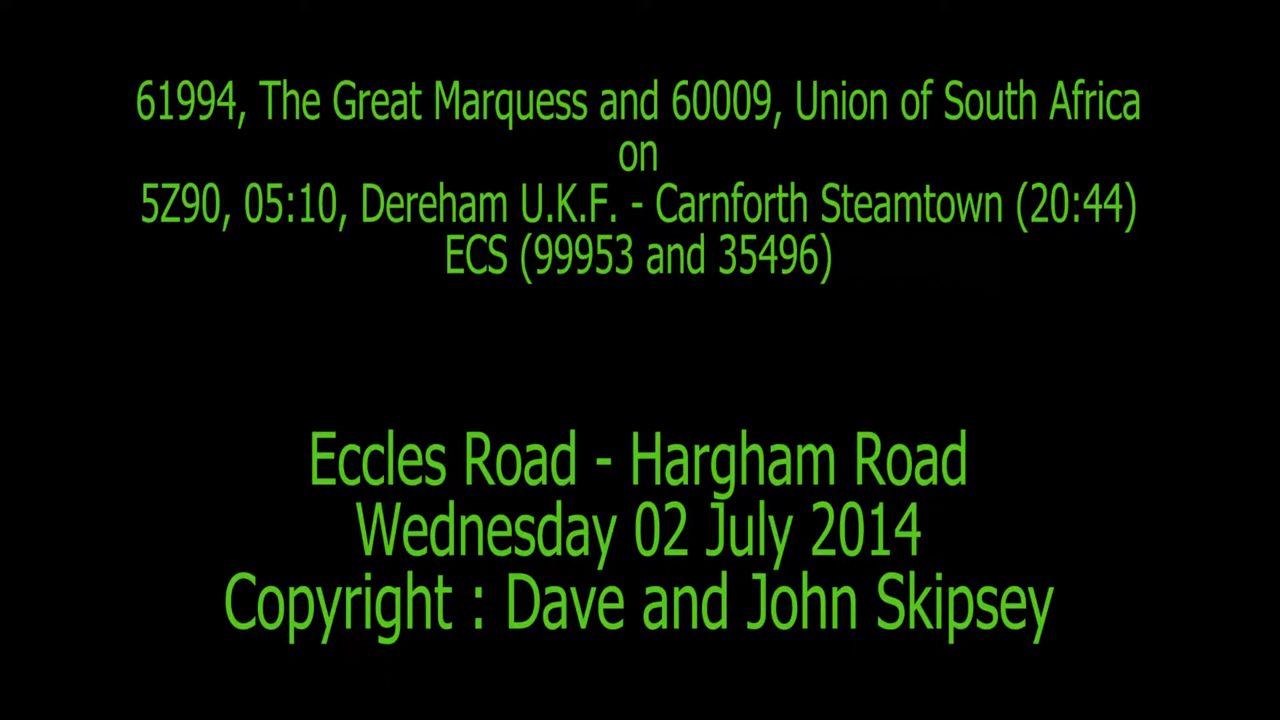 61994, The Great Marquess and 60009, Union of South Africa
on
5Z90, 05:10, Dereham U.K.F. - Carnforth Steamtown (20:44)
ECS (99953 and 35496)
Eccles Road - Hargham Road
Wednesday 02 July 2014
Copyright : Dave and John Skipsey